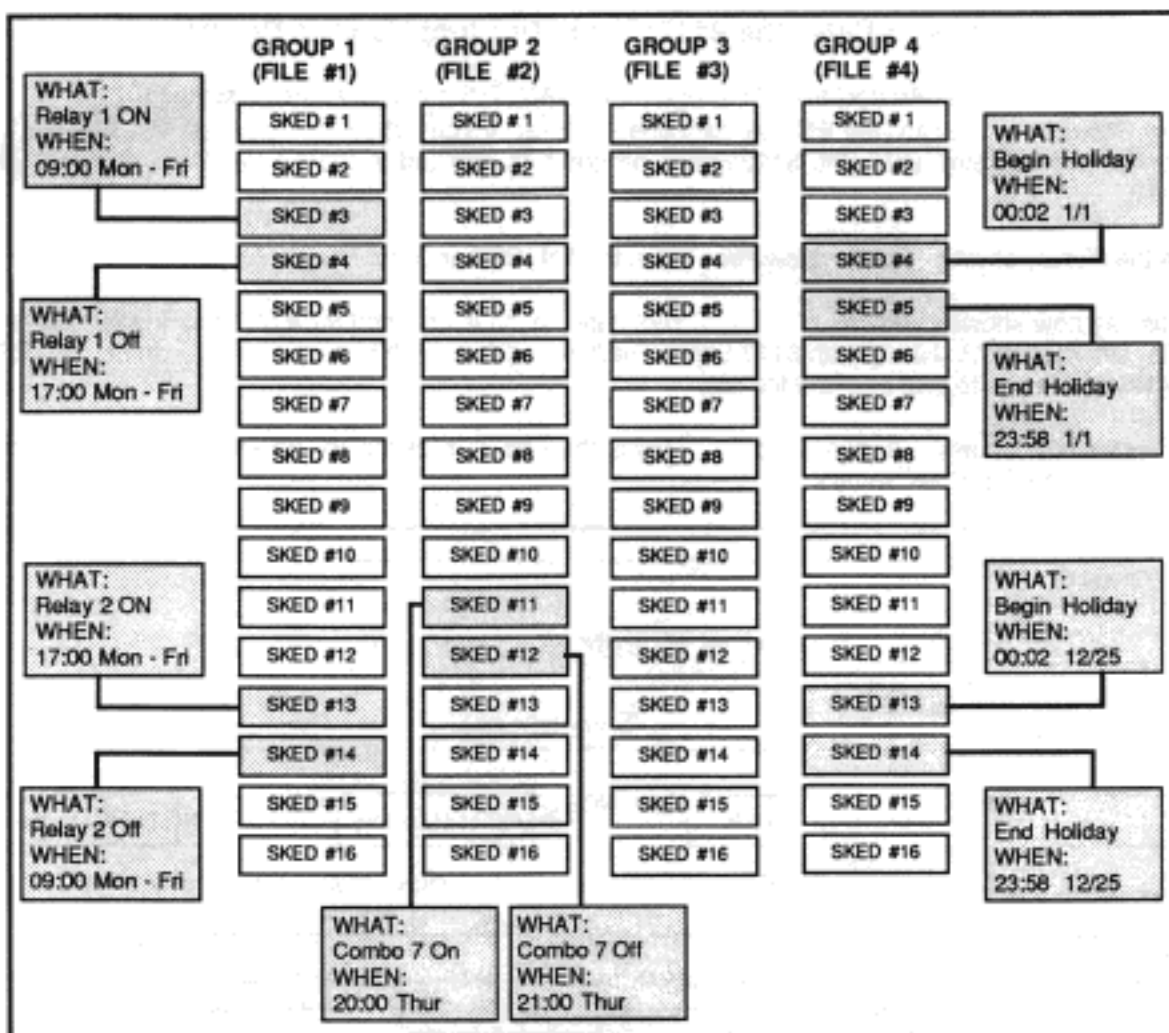 GROUP 1
(FILE #1)
GROUP 2
(FILE #2)
GROUP 3
(FILE #3)
GROUP 4
(FILE #4)
WHAT:
Relay 1 ON
WHEN:
09:00 Mon - Fri
WHAT:
Relay 1 Off
WHEN:
17:00 Mon - Fri
WHAT:
Relay 2 ON
WHEN:
17:00 Mon - Fri
WHAT:
Relay 2 Off
WHEN:
09:00 Mon - Fri
SKED # 1
SKED #2
SKED #3
SKED #4
SKED #5
SKED #6
SKED #7
SKED #8
SKED #9
SKED #10
SKED #11
SKED #12
SKED #13
SKED #14
SKED #15
SKED #16
SKED # 1
SKED #2
SKED #3
SKED #4
SKED #5
SKED #6
SKED #7
SKED #8
SKED #9
SKED #10
SKED #11
SKED #12
SKED #13
SKED #14
SKED #15
SKED #16
SKED # 1
SKED #2
SKED #3
SKED #4
SKED #5
SKED #6
SKED #7
SKED #8
SKED #9
SKED #10
SKED #11
SKED #12
SKED #13
SKED #14
SKED #15
SKED #16
SKED # 1
SKED #2
SKED #3
SKED #4
SKED #5
SKED #6
SKED #7
SKED #8
SKED #9
SKED #10
SKED #11
SKED #12
SKED #13
SKED #14
SKED #15
SKED #16
WHAT:
Begin Holiday
WHEN:
00:02 1/1
WHAT:
End Holiday
WHEN:
23:58 1/1
WHAT:
Begin Holiday
WHEN:
00:02 12/25
WHAT:
End Holiday
WHEN:
23:58 12/25
WHAT:
Combo 7 On
WHEN:
20:00 Thur
WHAT:
Combo 7 Off
WHEN:
21:00 Thur